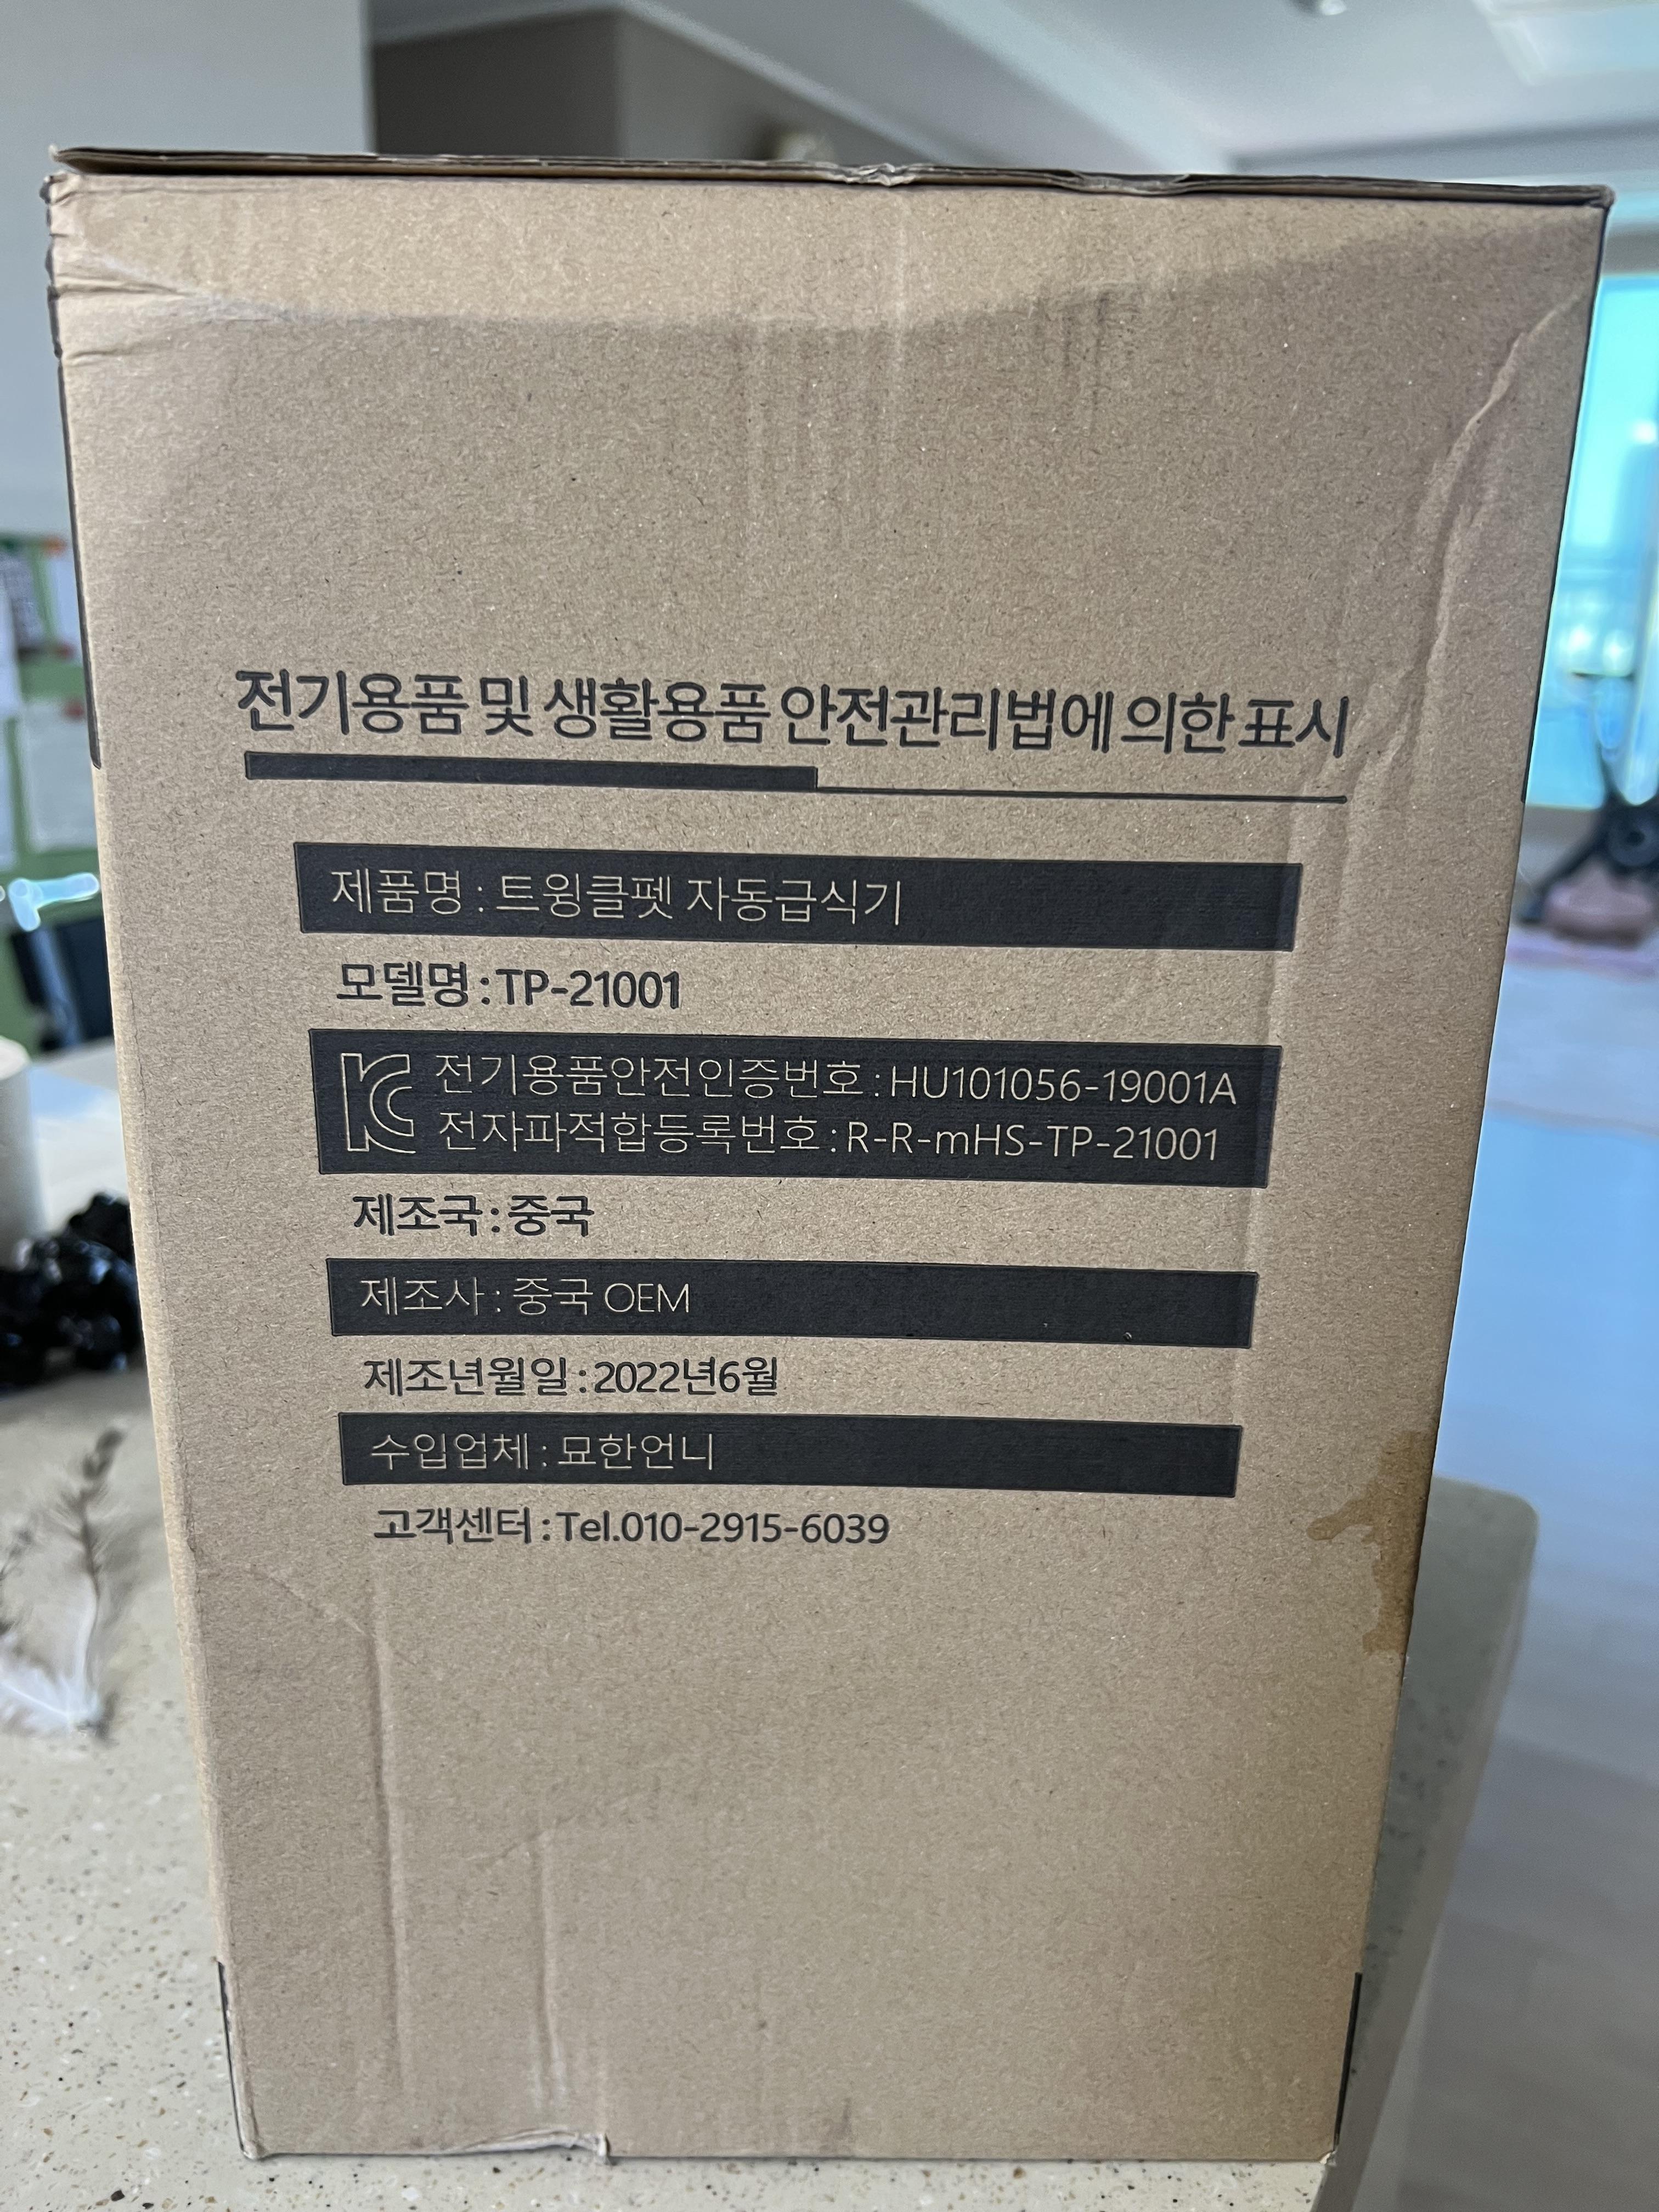 전기용품 및 생활용품 안전관리법에 의한 표시
제품명 : 트윙클펫 자동급식기
모델명 : TP-21001
전기용품안전인증번호 : HU101056-19001A
전자파적합등록번호 : R-R-mHS-TP-21001
제조국 : 중국
제조사 : 중국 OEM
제조년월일 : 2022년6월
수입업체 : 묘한언니
고객센터 : Tel.010-2915-6039